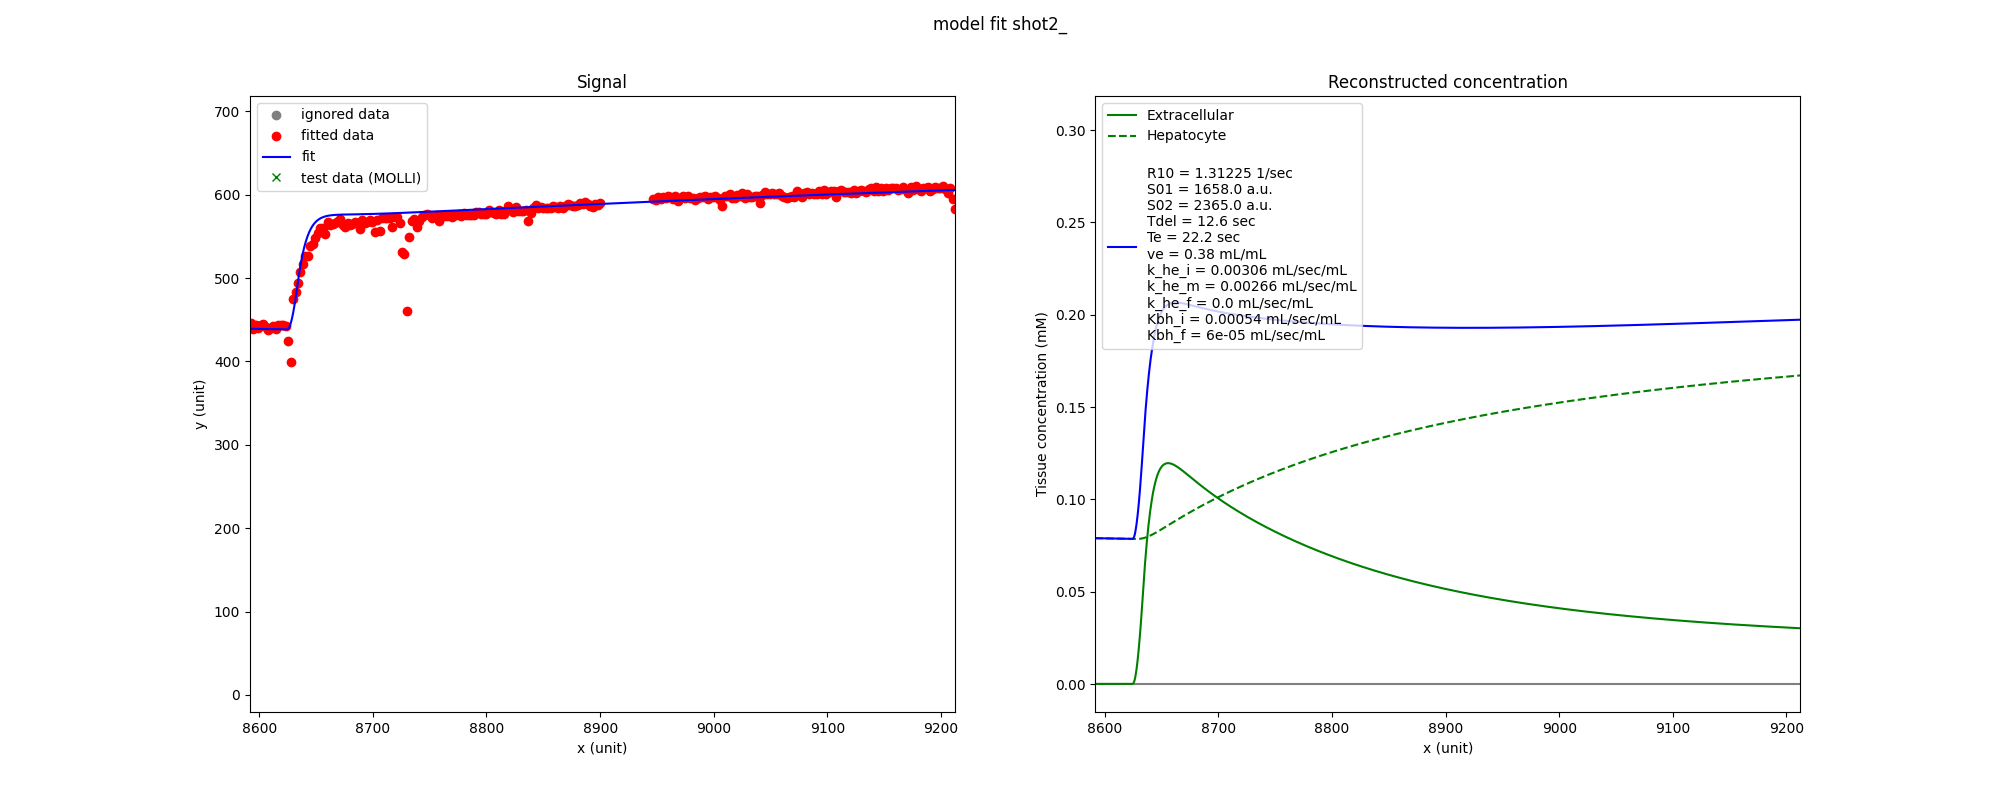 model fit shot2_
Signal
700
600
500
400
300
200
100
0
y (unit)
8600 8700 8800 8900 9000 9100 9200
x (unit)
ignored data
fitted data
fit
test data (MOLLI)
Reconstructed concentration
0.30
0.25
0.20
0.15
0.10
0.05
0.00
Tissue concentration (mM)
8600 8700 8800 8900 9000 9100 9200
x (unit)
Extracellular
Hepatocyte
R10 = 1.31225 1/sec
S01 = 1658.0 a.u.
S02 = 2365.0 a.u.
Tdel = 12.6 sec
Te = 22.2 sec
ve = 0.38 mL/mL
k_he_i = 0.00306 mL/sec/mL
k_he_m = 0.00266 mL/sec/mL
k_he_f = 0.0 mL/sec/mL
Kbh_i = 0.00054 mL/sec/mL
Kbh_f = 6e-05 mL/sec/mL